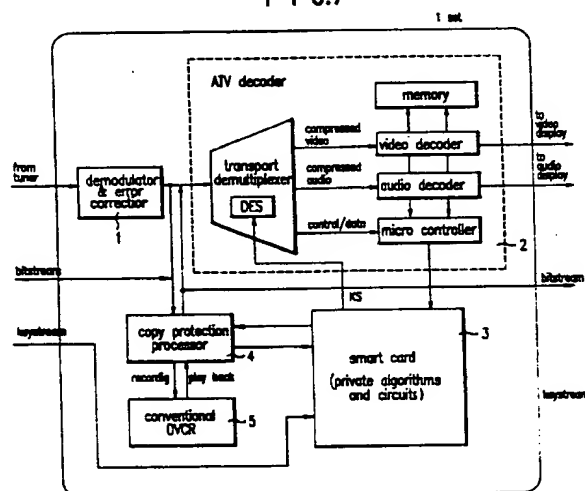 1 set
ATV decoder
memory
compressed
video
video decoder
to
video
display
from
tuner
demodulator
& error
correction
1
transport
demultiplexer
DES
compressed
audio
audio decoder
to
audio
display
control/data
micro controller
2
bitstream
bitstream
KS
keystream
copy protection
processor
4
3
smart card
(private algorithms
and circuits)
keystream
recordig
play back
conventional
DVCR
5